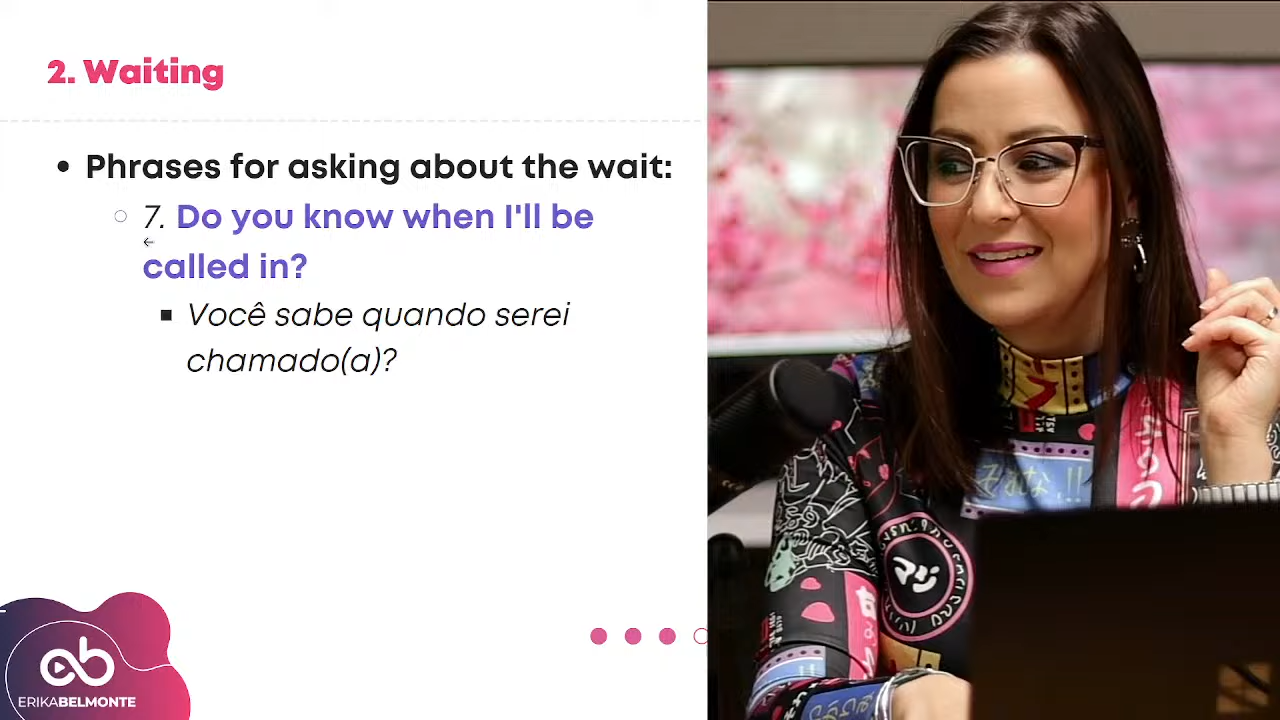 2. Waiting
Phrases for asking about the wait:
7. Do you know when I'll be
called in?
Você sabe quando serei
chamado(a)?
eb
ERIKABELMONTE